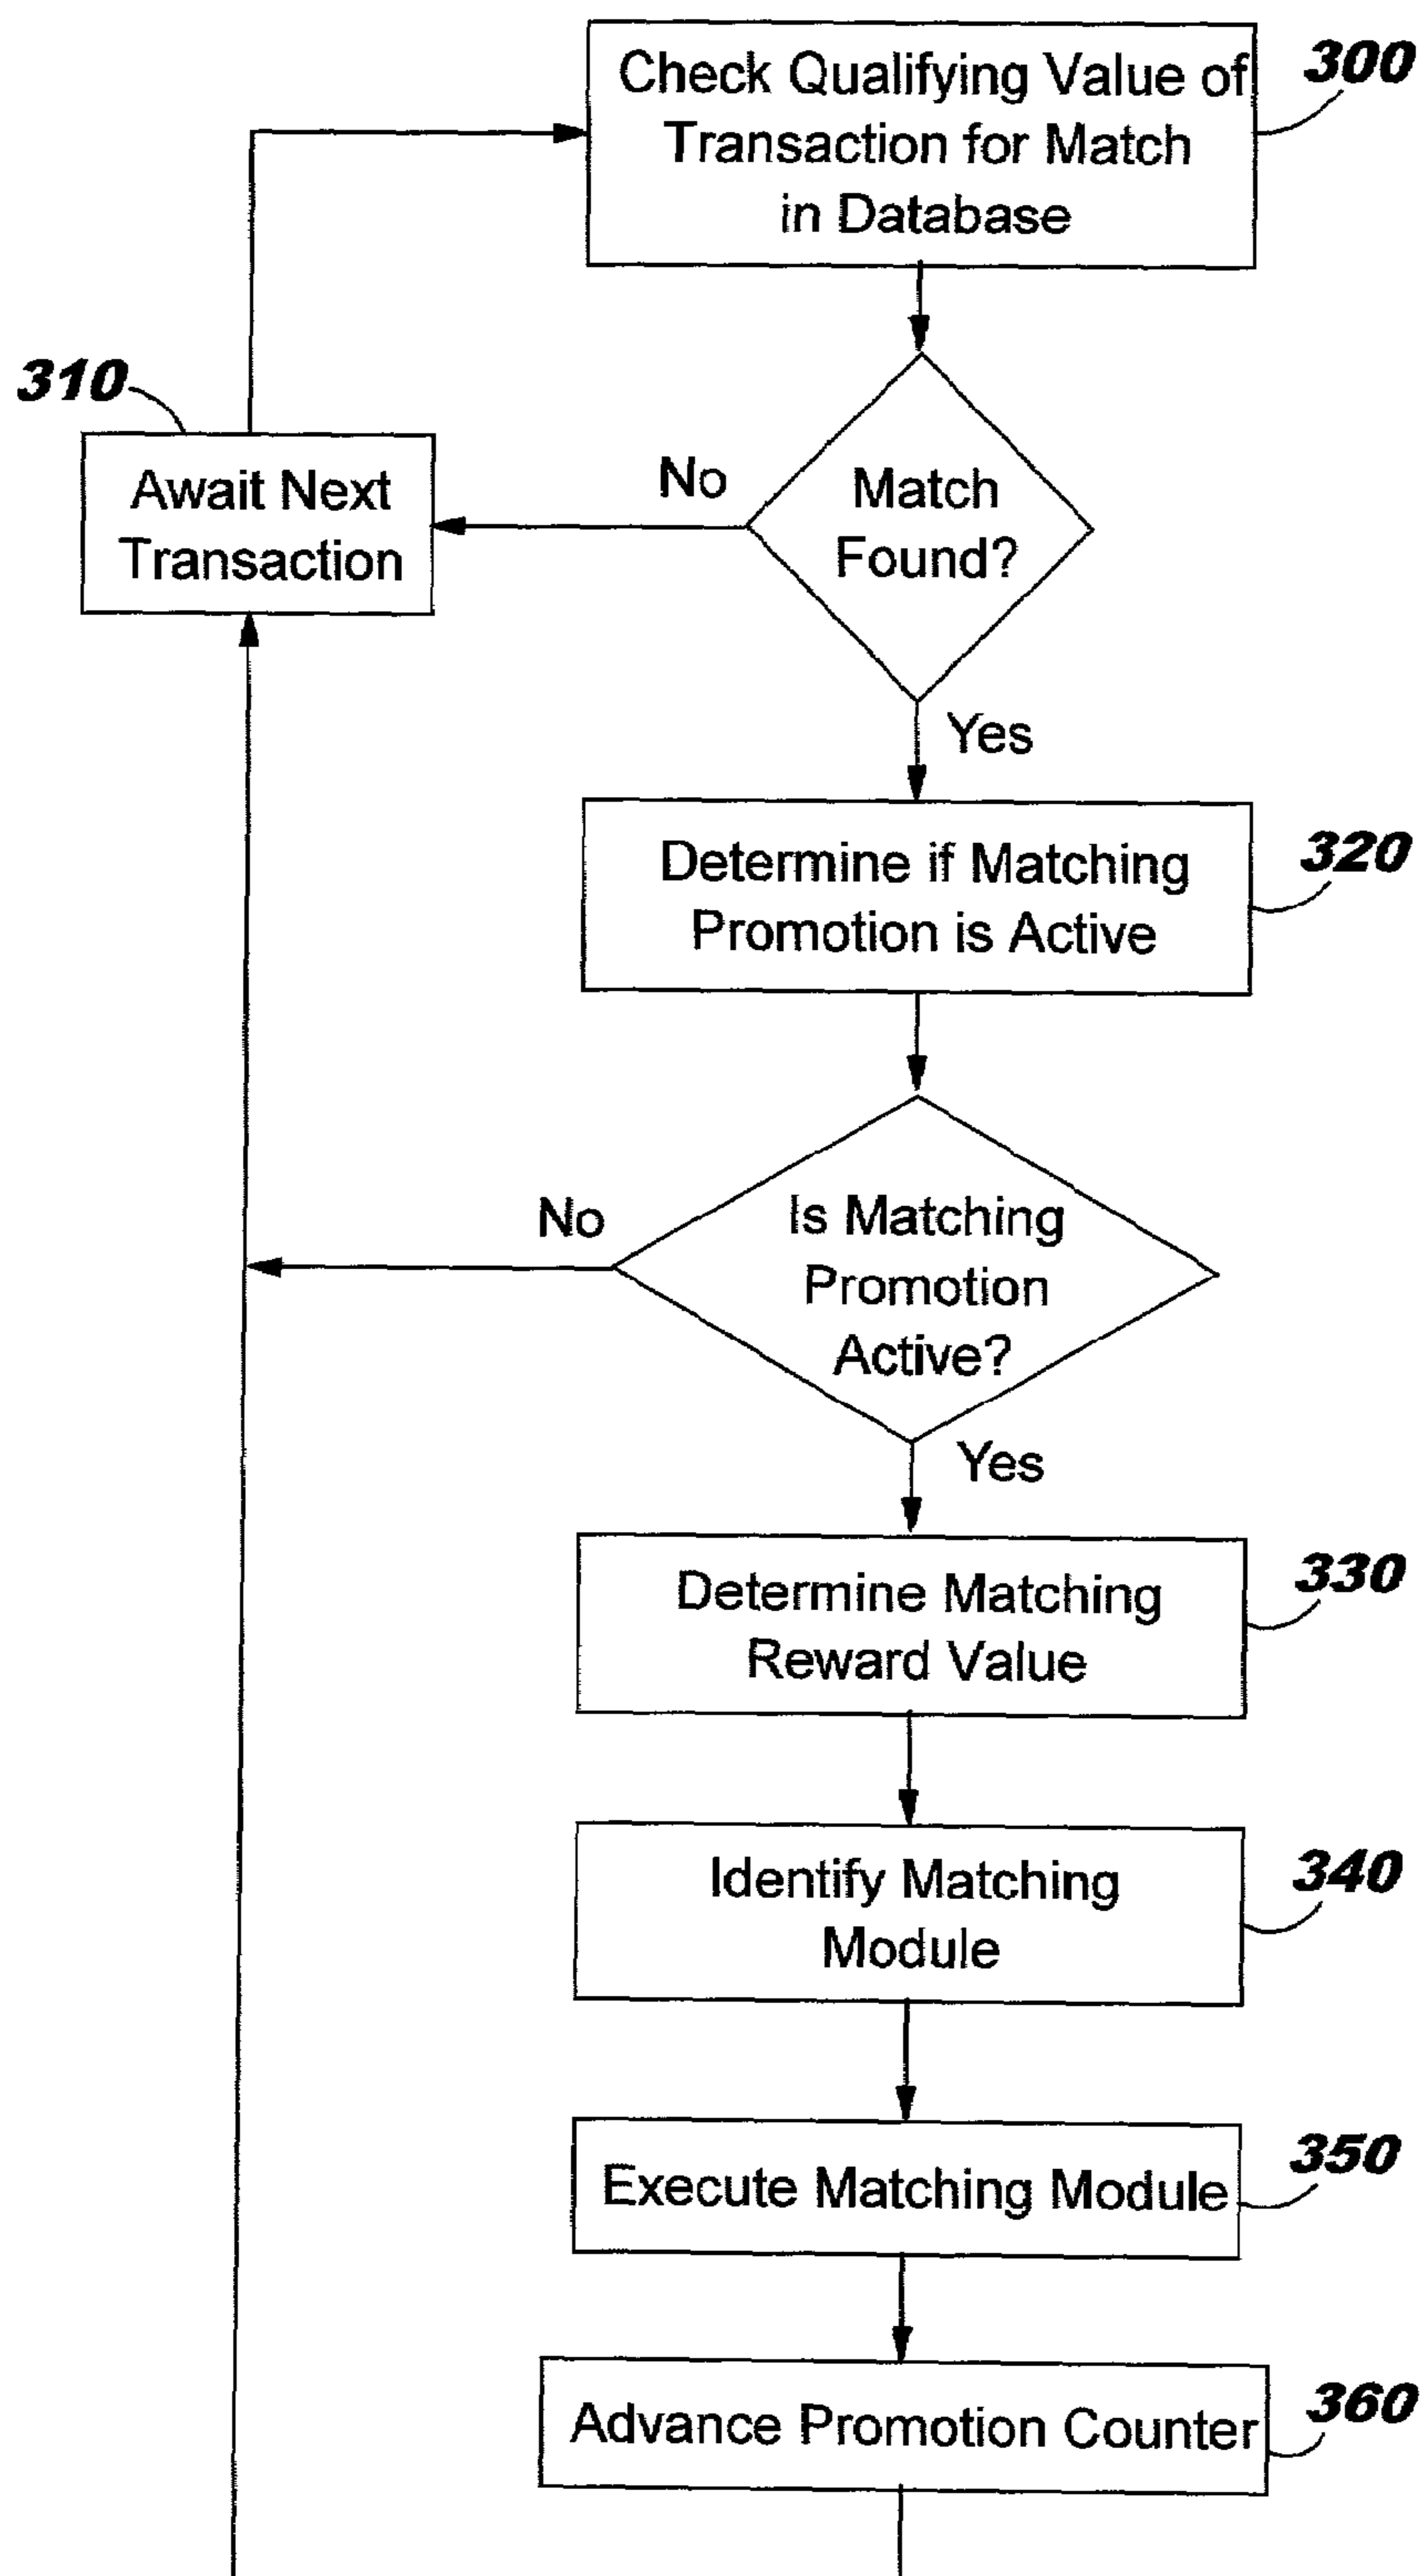 Check Qualifying Value of
Transaction for Match
in Database
300
310
Await Next
Transaction
No
Match
Found?
Yes
Determine if Matching
Promotion is Active
320
No
Is Matching
Promotion
Active?
Yes
Determine Matching
Reward Value
330
Identify Matching
Module
340
Execute Matching Module
350
Advance Promotion Counter
360